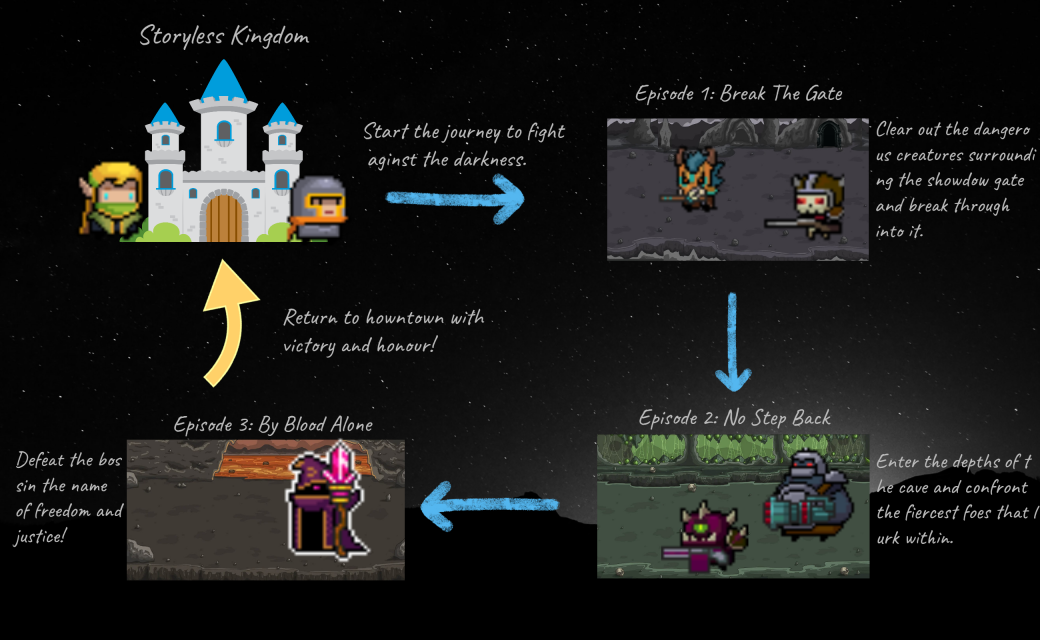 Storyless Kingdom
Start the journey to fight
aginst the darkness.
Episode 1: Break The Gate
Clear out the dangero
us creatures surroundi
ng the showdow gate
and break through
into it.
Episode 2: No Step Back
Enter the depths of t
he cave and confront
the fiercest foes that l
urk within.
Episode 3: By Blood Alone
Defeat the bos
sin the name
of freedom and
justice!
Return to howntown with
victory and honour!